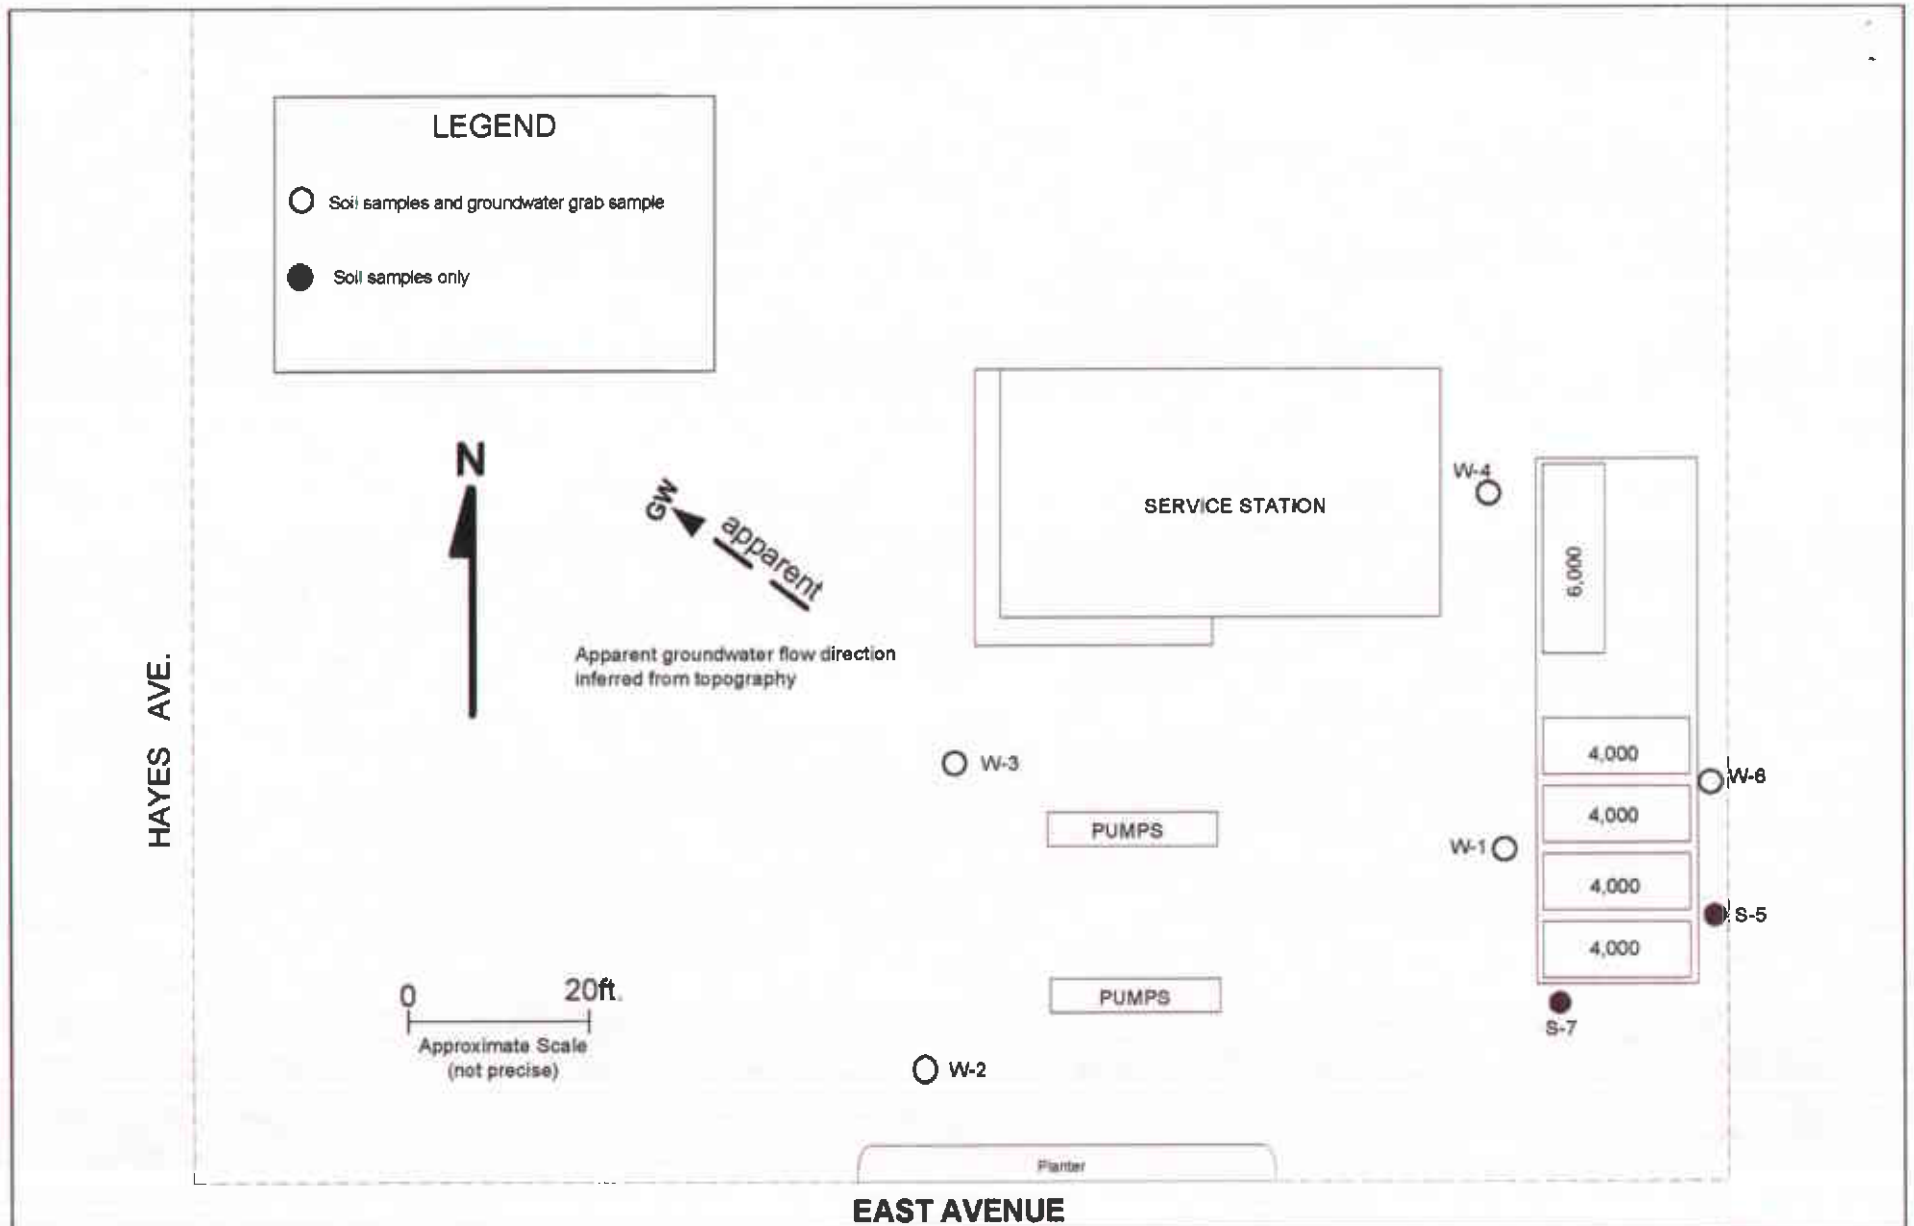 LEGEND
Soil samples and groundwater grab sample
Soil samples only
N
GW
apparent
Apparent groundwater flow direction
inferred from topography
SERVICE STATION
W-4
6,000
HAYES AVE.
W-3
PUMPS
W-1
4,000
W-6
4,000
4,000
S-5
4,000
S-7
0 20ft.
Approximate Scale
(not precise)
PUMPS
W-2
Planter
EAST AVENUE